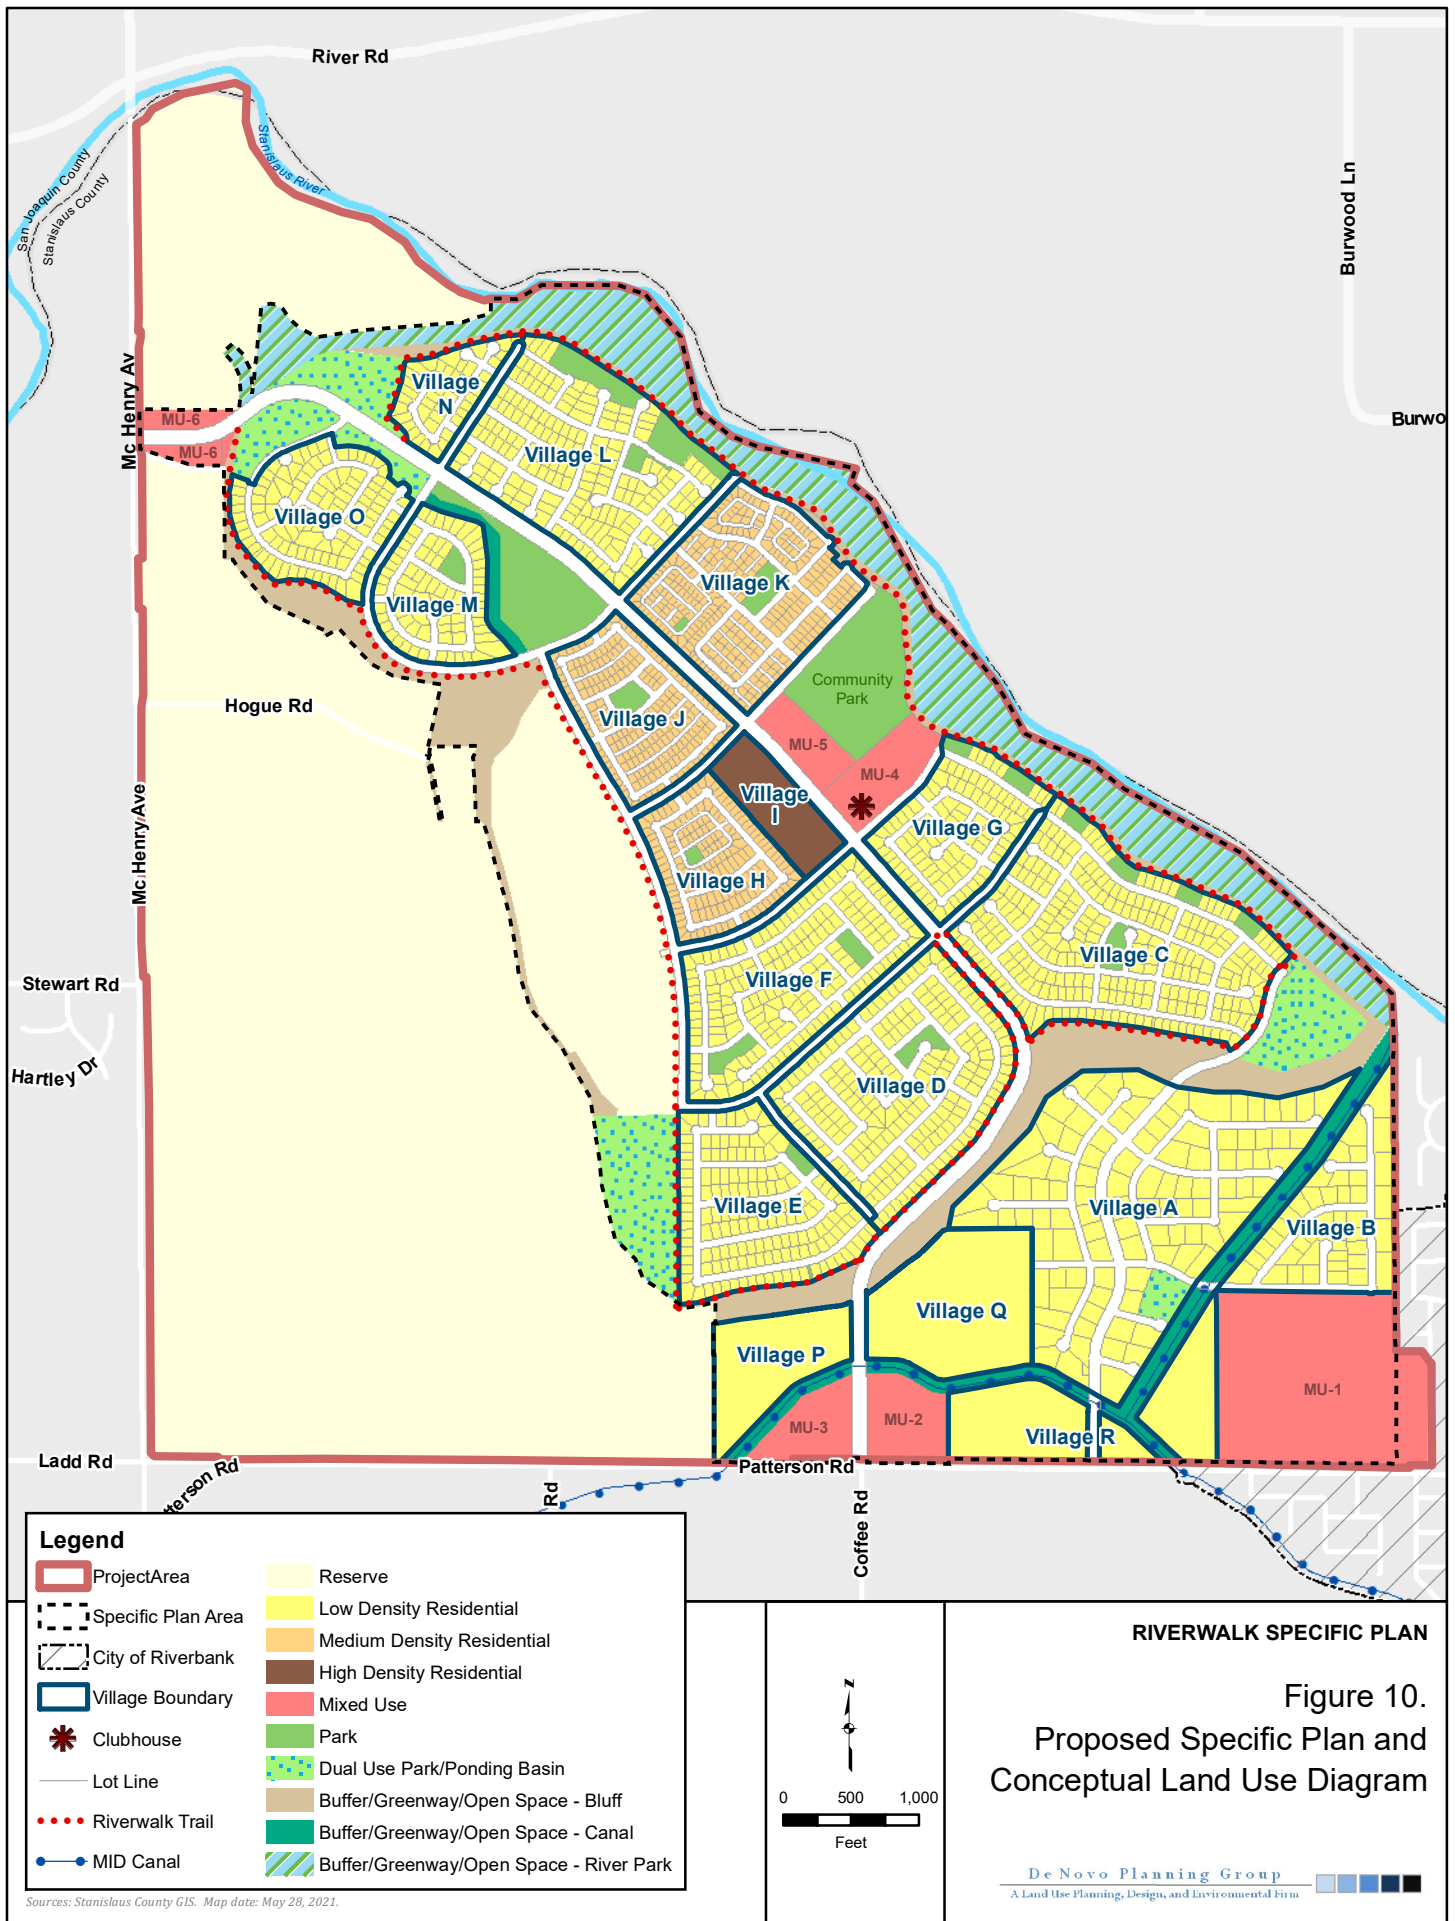 River Rd
Stanislaus River
San Joaquin County
Stanislaus County
Burwood Ln
Burwo
Mc Henry Av
MU-6
MU-6
Village
N
Village L
Village O
Village K
Village M
Community
Park
Hogue Rd
Village J
MU-5
MU-4
Village
I
Village G
Mc Henry Ave
Village H
Village C
Village F
Stewart Rd
Hartley Dr
Village D
Village A
Village E
Village B
Village Q
Village P
MU-1
MU-3
MU-2
Village R
Ladd Rd
Patterson Rd
tterson Rd
Rd
Coffee Rd
Legend
ProjectArea
Specific Plan Area
City of Riverbank
Village Boundary
Clubhouse
Lot Line
Riverwalk Trail
MID Canal
Reserve
Low Density Residential
Medium Density Residential
High Density Residential
Mixed Use
Park
Dual Use Park/Ponding Basin
Buffer/Greenway/Open Space - Bluff
Buffer/Greenway/Open Space - Canal
Buffer/Greenway/Open Space - River Park
Sources: Stanislaus County GIS. Map date: May 28, 2021.
N
0 500 1,000
Feet
RIVERWALK SPECIFIC PLAN
Figure 10.
Proposed Specific Plan and
Conceptual Land Use Diagram
De Novo Planning Group
A Land Use Planning, Design, and Environmental Firm